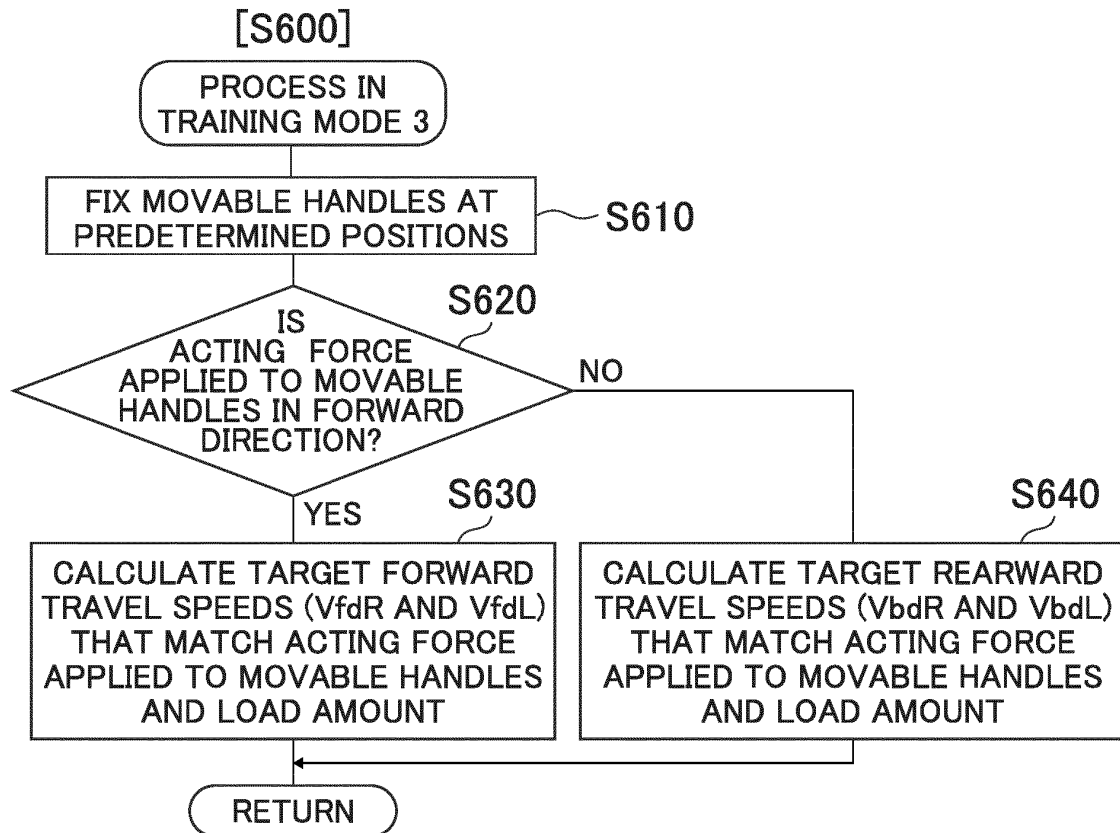 [S600]
PROCESS IN
TRAINING MODE 3
FIX MOVABLE HANDLES AT
PREDETERMINED POSITIONS
S610
S620
IS
ACTING FORCE
APPLIED TO MOVABLE
HANDLES IN FORWARD
DIRECTION?
NO
YES
S630
CALCULATE TARGET FORWARD
TRAVEL SPEEDS (VfdR AND VfdL)
THAT MATCH ACTING FORCE
APPLIED TO MOVABLE HANDLES
AND LOAD AMOUNT
S640
CALCULATE TARGET REARWARD
TRAVEL SPEEDS (VbdR AND VbdL)
THAT MATCH ACTING FORCE
APPLIED TO MOVABLE HANDLES
AND LOAD AMOUNT
RETURN